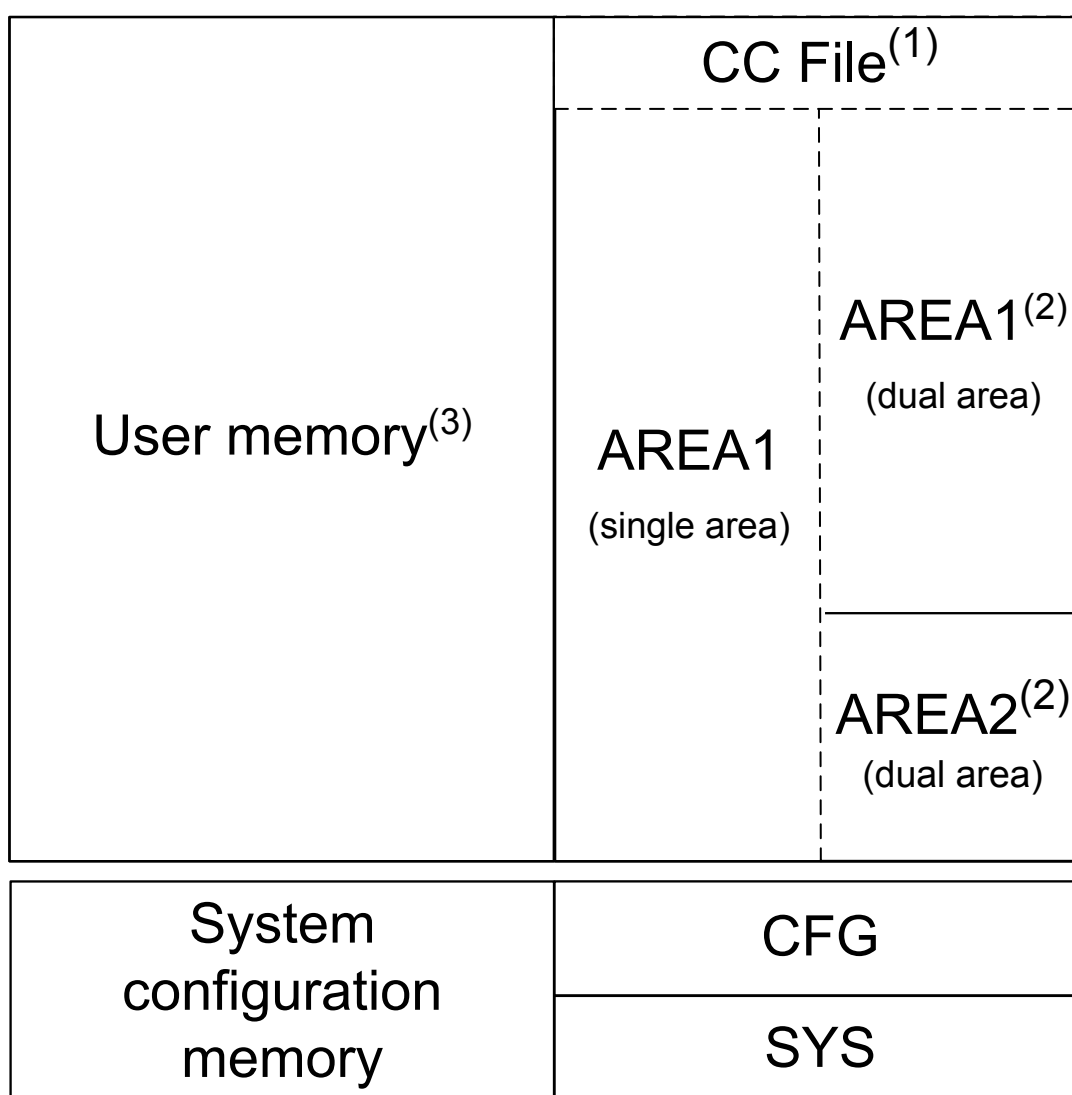 CC File(1)
User memory(3)
AREA1
(single area)
AREA1(2)
(dual area)
AREA2(2)
(dual area)
System
configuration
memory
CFG
SYS